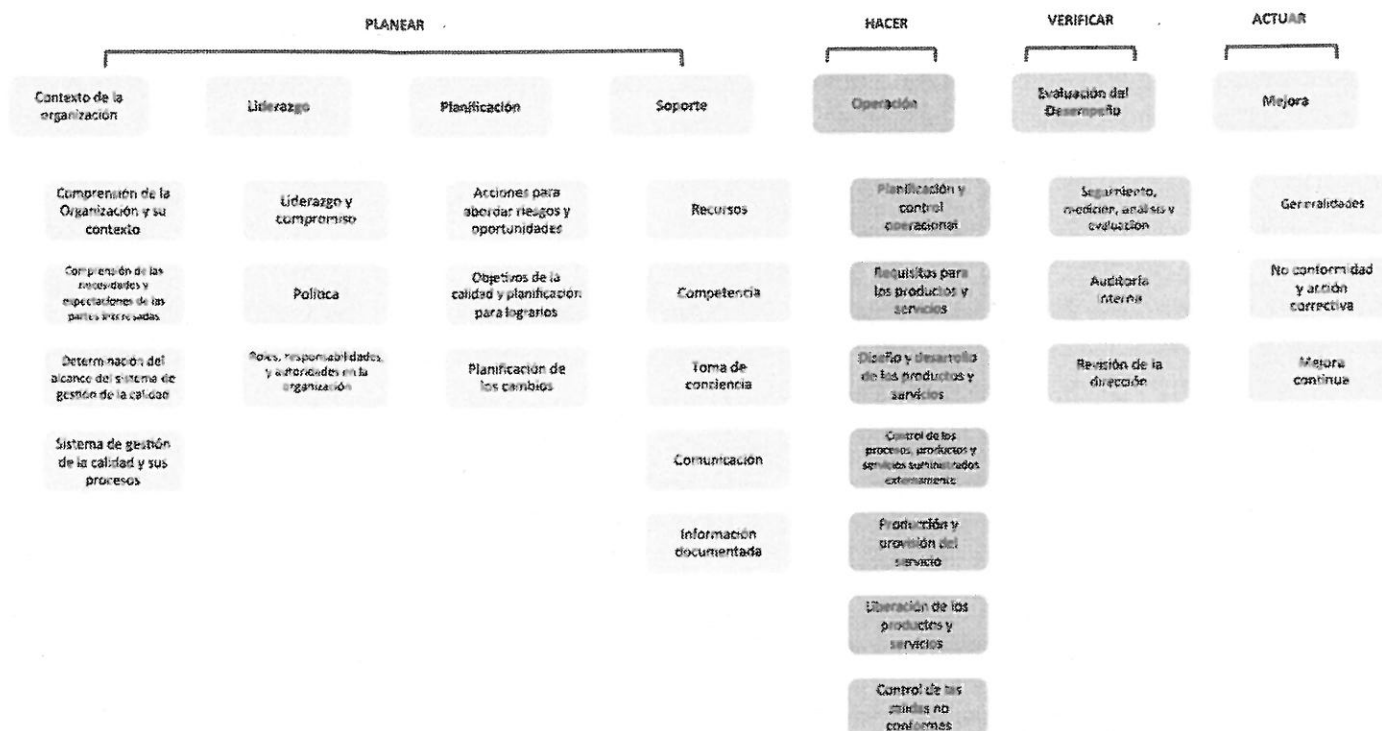 PLANEAR
HACER
VERIFICAR
ACTUAR
Contexto de la
organización
Liderazgo
Planificación
Soporte
Operación
Evaluación del
Desempeño
Mejora
Comprensión de la
Organización y su
contexto
Comprensión de las
necesidades y
expectaciones de las
partes interesadas
Determinación del
alcance del sistema de
gestión de la calidad
Sistema de gestión
de la calidad y sus
procesos
Liderazgo y
compromiso
Política
Roles, responsabilidades
y autoridades en la
organización
Acciones para
abordar riesgos y
oportunidades
Objetivos de la
calidad y planificación
para lograrlos
Planificación de
los cambios
Recursos
Competencia
Toma de
conciencia
Comunicación
Información
documentada
Planificación y
control
operacional
Requisitos para
los productos y
servicios
Diseño y desarrollo
de los productos y
servicios
Control de los
procesos, productos y
servicios suministrados
externamente
Producción y
provisión del
servicio
Liberación de los
productos y
servicios
Control de las
salidas no
conformes
Seguimiento,
medición, análisis y
evaluación
Auditoría
interna
Revisión de la
dirección
Generalidades
No conformidad
y acción
correctiva
Mejora
continua